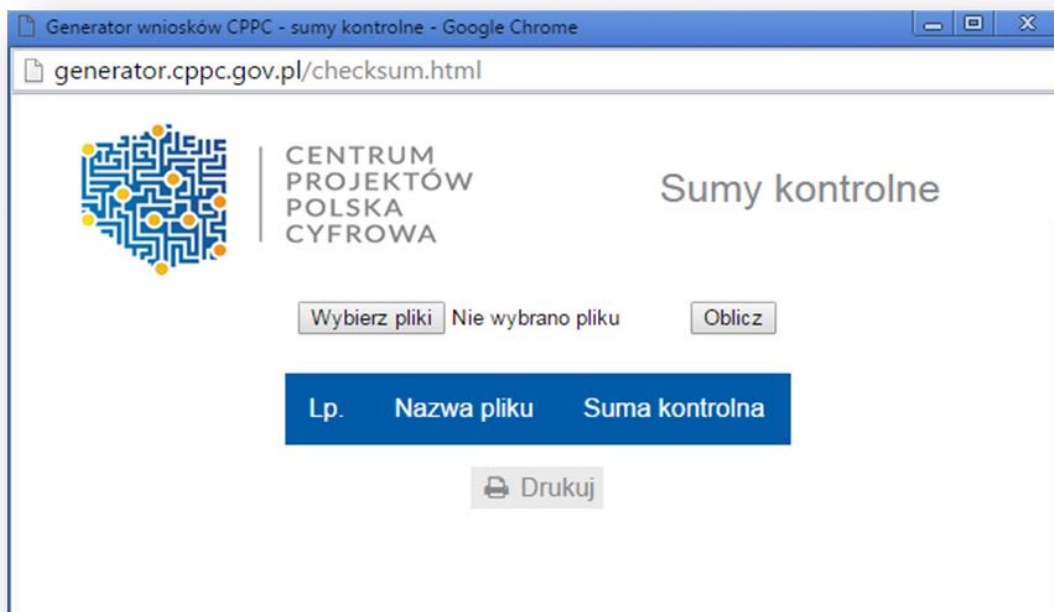 Generator wniosków CPPC - sumy kontrolne - Google Chrome
generator.cppc.gov.pl/checksum.html
CENTRUM
PROJEKTÓW
POLSKA
CYFROWA
Sumy kontrolne
Wybierz pliki Nie wybrano pliku Oblicz
Lp. Nazwa pliku Suma kontrolna
Drukuj